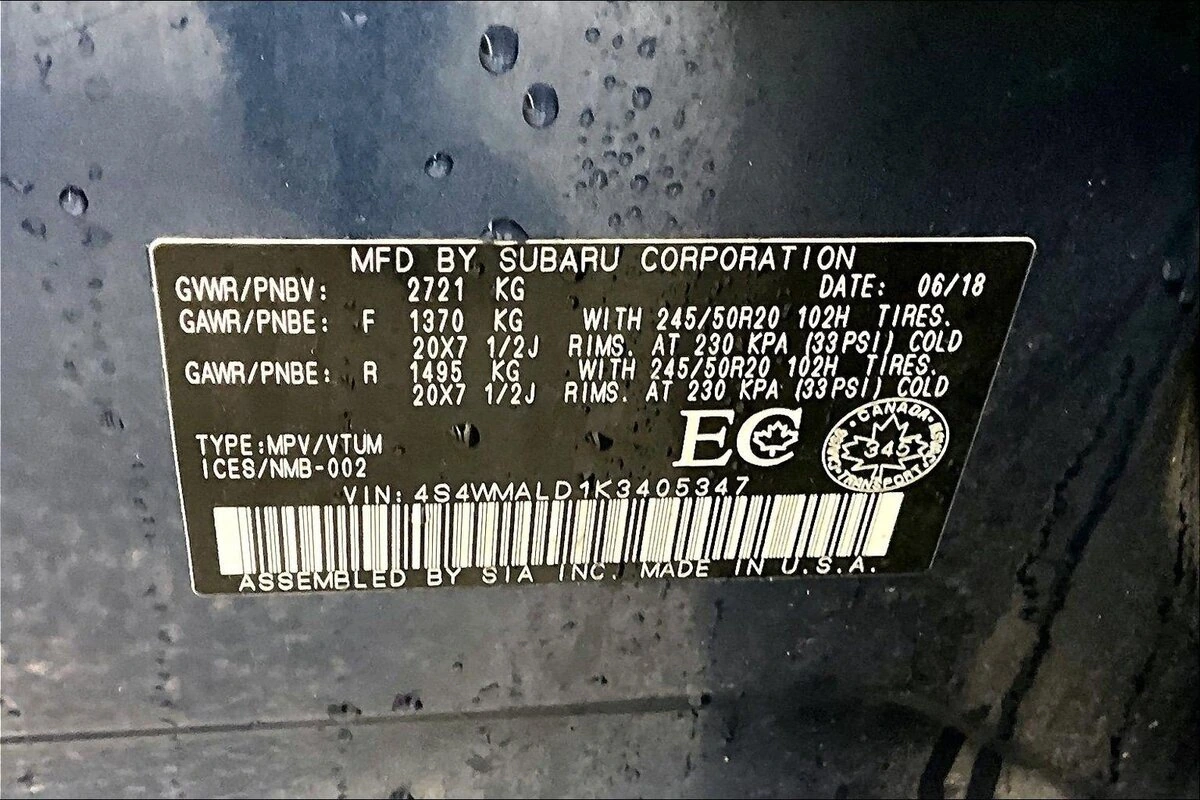 MFD BY SUBARU CORPORATION
GVWR/PNBV: 2721 KG DATE: 06/18
GAWR/PNBE: F 1370 KG WITH 245/50R20 102H TIRES.
20X7 1/2J RIMS. AT 230 KPA (33PSI) COLD
GAWR/PNBE: R 1495 KG WITH 245/50R20 102H TIRES.
20X7 1/2J RIMS. AT 230 KPA (33PSI) COLD
EC
CANADA
345
TRANSPORT
TYPE:MPV/VTUM
ICES/NMB-002
VIN: 4S4WMALD1K3405347
ASSEMBLED BY SIA INC. MADE IN U.S.A.